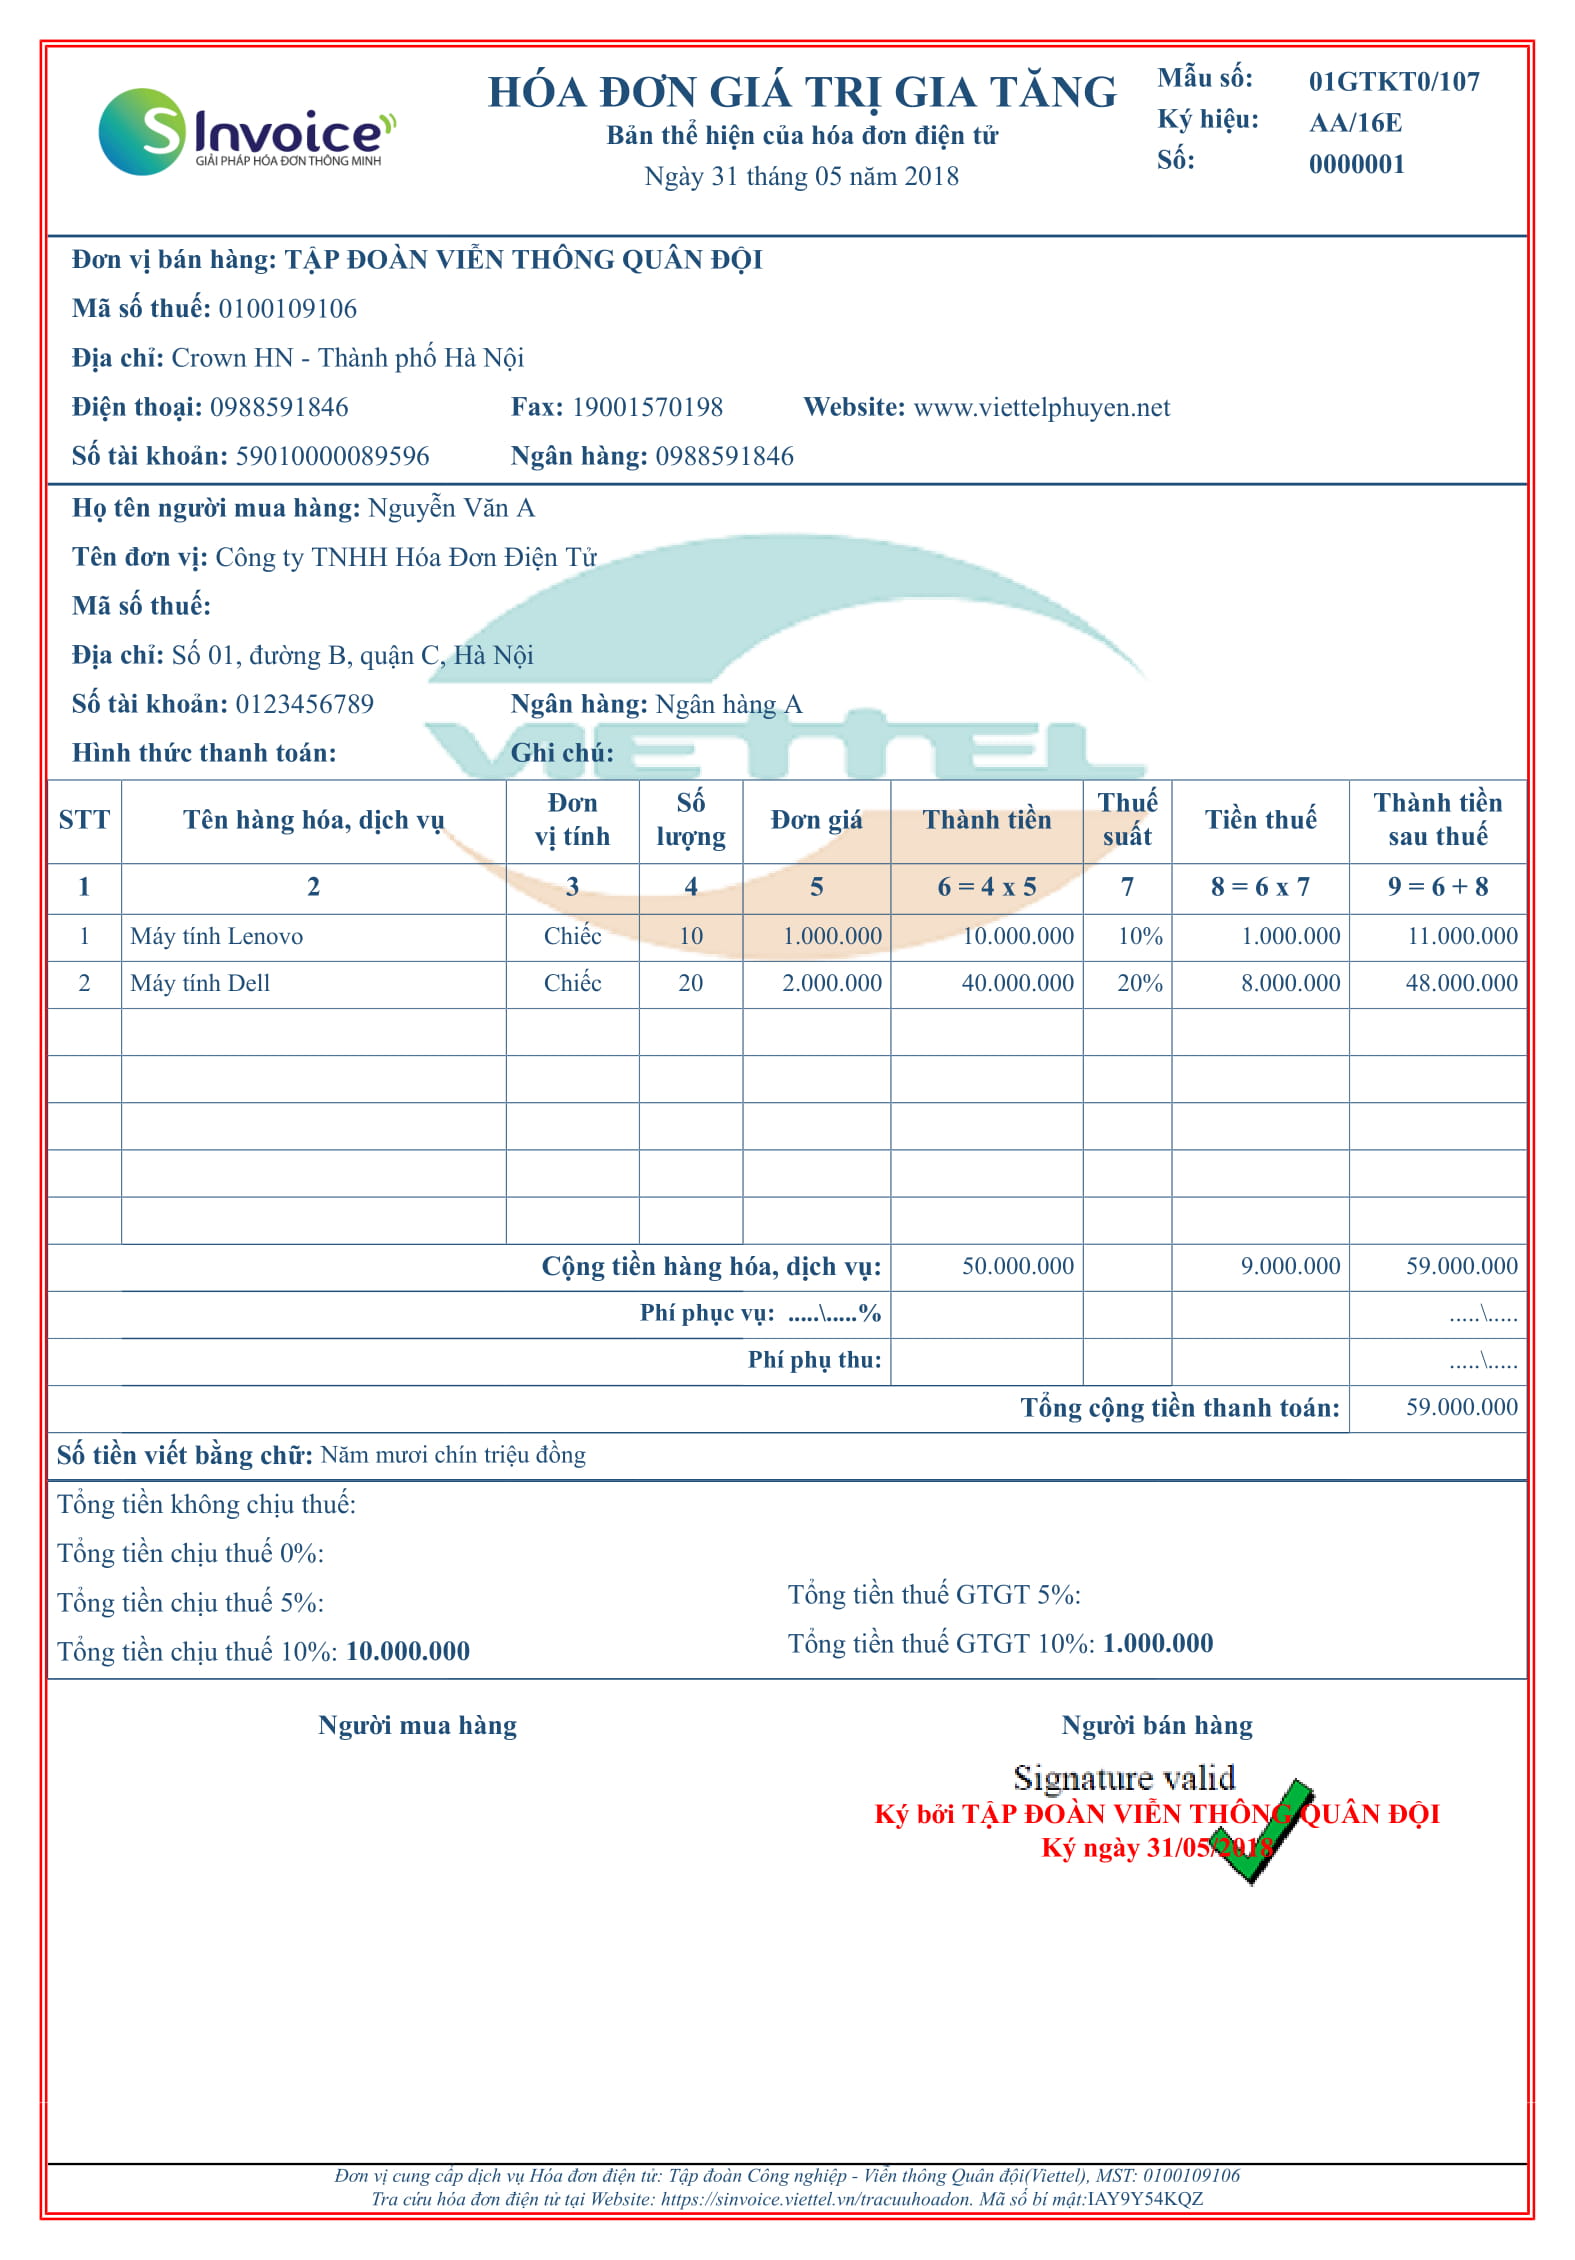 S Invoice
GIẢI PHÁP HÓA ĐƠN THÔNG MINH
HÓA ĐƠN GIÁ TRỊ GIA TĂNG
Bản thể hiện của hóa đơn điện tử
Ngày 31 tháng 05 năm 2018
Mẫu số: 01GTKT0/107
Ký hiệu: AA/16E
Số: 0000001
Đơn vị bán hàng: TẬP ĐOÀN VIỄN THÔNG QUÂN ĐỘI
Mã số thuế: 0100109106
Địa chỉ: Crown HN - Thành phố Hà Nội
Điện thoại: 0988591846 Fax: 19001570198 Website: www.viettelphuyen.net
Số tài khoản: 59010000089596 Ngân hàng: 0988591846
Họ tên người mua hàng: Nguyễn Văn A
Tên đơn vị: Công ty TNHH Hóa Đơn Điện Tử
Mã số thuế:
Địa chỉ: Số 01, đường B, quận C, Hà Nội
Số tài khoản: 0123456789 Ngân hàng: Ngân hàng A
Hình thức thanh toán: Ghi chú:
VIETTEL
STT Tên hàng hóa, dịch vụ Đơn vị tính Số lượng Đơn giá Thành tiền Thuế suất Tiền thuế Thành tiền sau thuế
1 2 3 4 5 6 = 4 x 5 7 8 = 6 x 7 9 = 6 + 8
1 Máy tính Lenovo Chiếc 10 1.000.000 10.000.000 10% 1.000.000 11.000.000
2 Máy tính Dell Chiếc 20 2.000.000 40.000.000 20% 8.000.000 48.000.000
Cộng tiền hàng hóa, dịch vụ: 50.000.000 9.000.000 59.000.000
Phí phục vụ: .....\.....% .....\.....
Phí phụ thu: .....\.....
Tổng cộng tiền thanh toán: 59.000.000
Số tiền viết bằng chữ: Năm mươi chín triệu đồng
Tổng tiền không chịu thuế:
Tổng tiền chịu thuế 0%:
Tổng tiền chịu thuế 5%: Tổng tiền thuế GTGT 5%:
Tổng tiền chịu thuế 10%: 10.000.000 Tổng tiền thuế GTGT 10%: 1.000.000
Người mua hàng Người bán hàng
Signature valid
Ký bởi TẬP ĐOÀN VIỄN THÔNG QUÂN ĐỘI
Ký ngày 31/05/2018
Đơn vị cung cấp dịch vụ Hóa đơn điện tử: Tập đoàn Công nghiệp - Viễn thông Quân đội(Viettel), MST: 0100109106
Tra cứu hóa đơn điện tử tại Website: https://sinvoice.viettel.vn/tracuuhoadon. Mã số bí mật:IAY9Y54KQZ